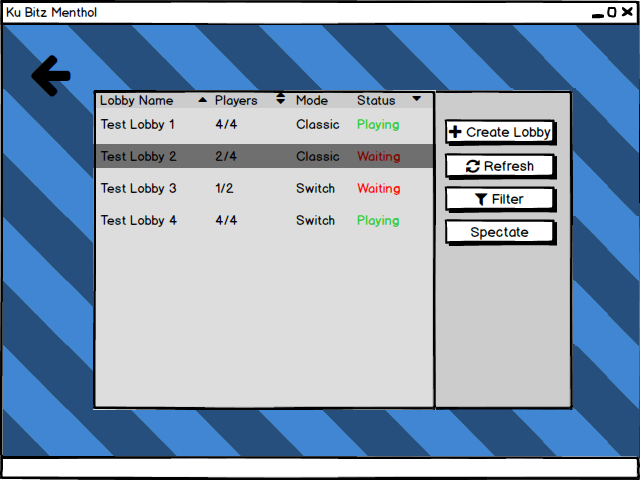 Ku Bitz Menthol
Lobby Name Players Mode Status
Test Lobby 1 4/4 Classic Playing
Test Lobby 2 2/4 Classic Waiting
Test Lobby 3 1/2 Switch Waiting
Test Lobby 4 4/4 Switch Playing
Create Lobby
Refresh
Filter
Spectate